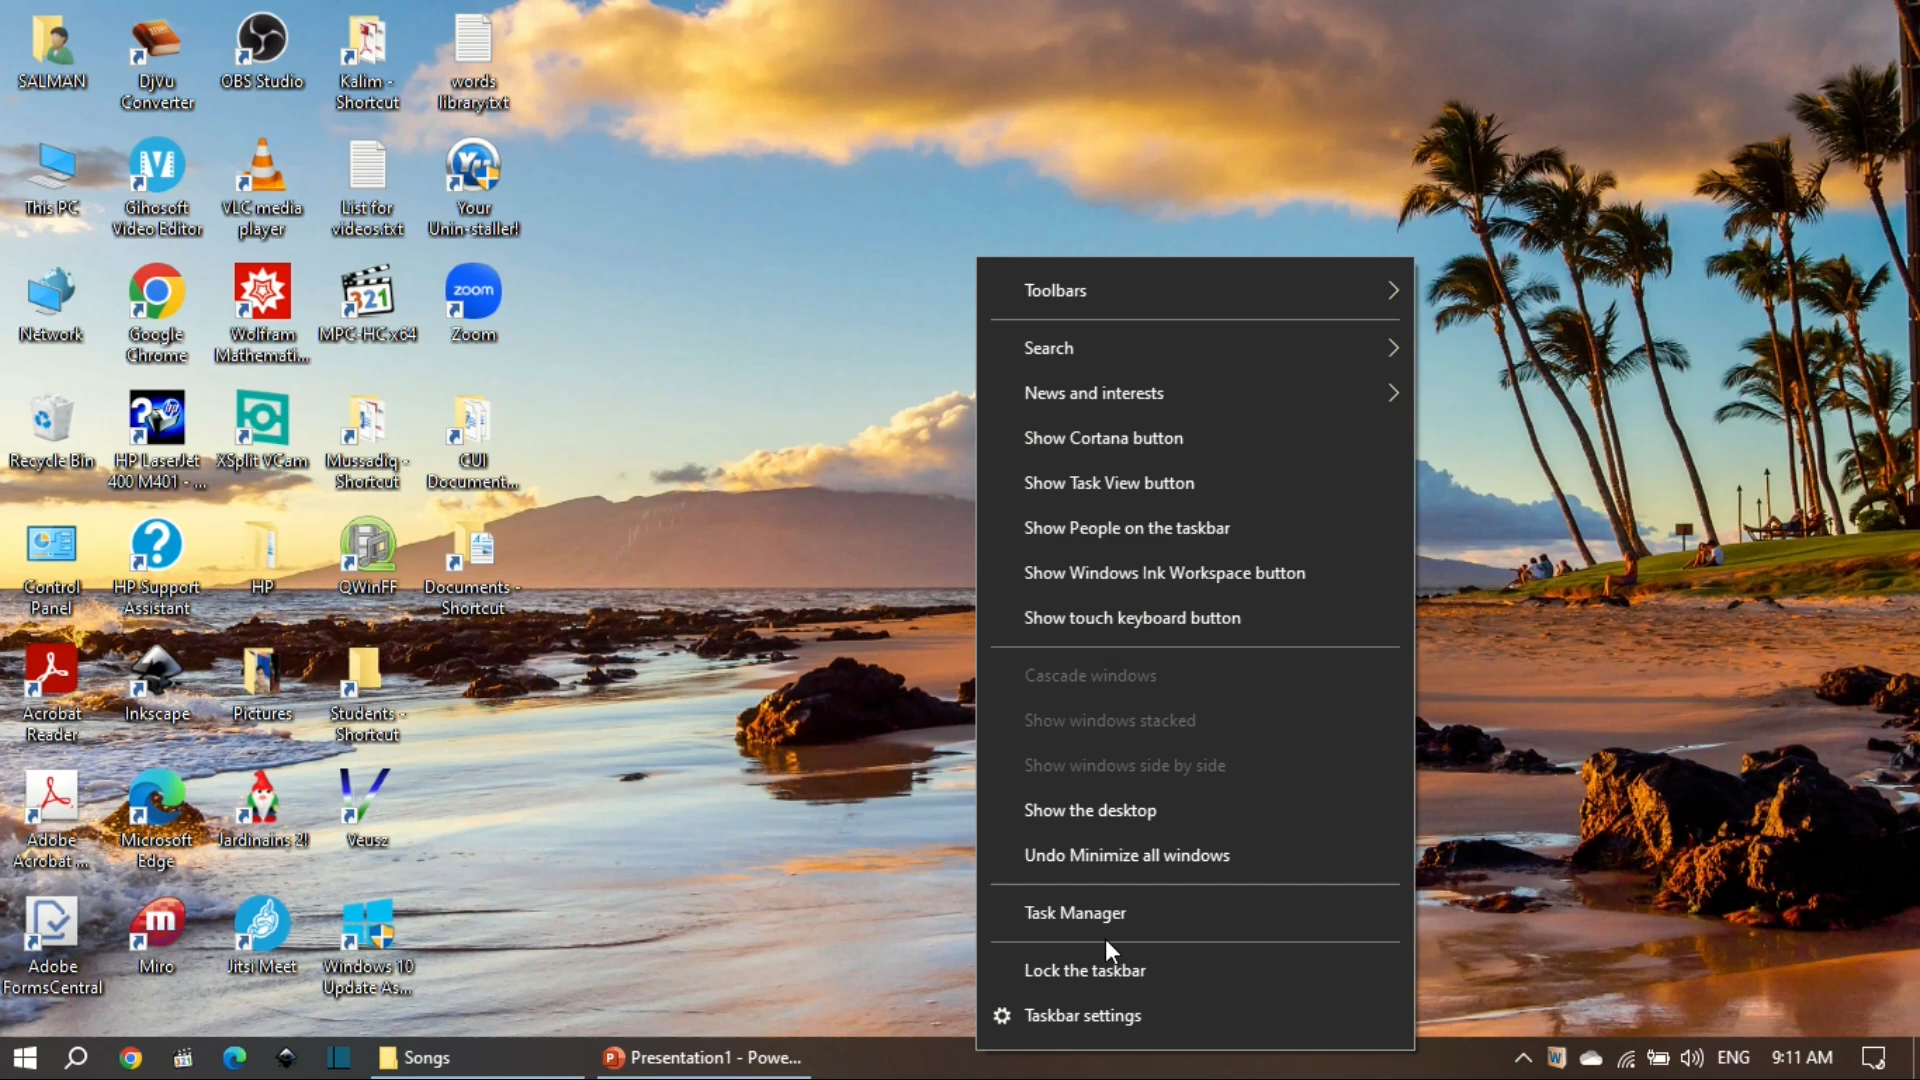 SALMAN
DjVu
Converter
OBS Studio
Kalim -
Shortcut
words
library.txt
This PC
Gihosoft
Video Editor
VLC media
player
List for
videos.txt
Your
Unin-staller!
Network
Google
Chrome
Wolfram
Mathemati...
321
MPC-HC x64
zoom
Zoom
Recycle Bin
HP LaserJet
400 M401 - ...
XSplit VCam
Mussadiq -
Shortcut
CUI
Document...
Control
Panel
HP Support
Assistant
HP
QWinFF
Documents -
Shortcut
Acrobat
Reader
Inkscape
Pictures
Students -
Shortcut
Adobe
Acrobat ...
Microsoft
Edge
Jardinains 2!
Veusz
Adobe
FormsCentral
Miro
Jitsi Meet
Windows 10
Update As...
Toolbars
Search
News and interests
Show Cortana button
Show Task View button
Show People on the taskbar
Show Windows Ink Workspace button
Show touch keyboard button
Cascade windows
Show windows stacked
Show windows side by side
Show the desktop
Undo Minimize all windows
Task Manager
Lock the taskbar
Taskbar settings
Songs
Presentation1 - Powe...
ENG
9:11 AM